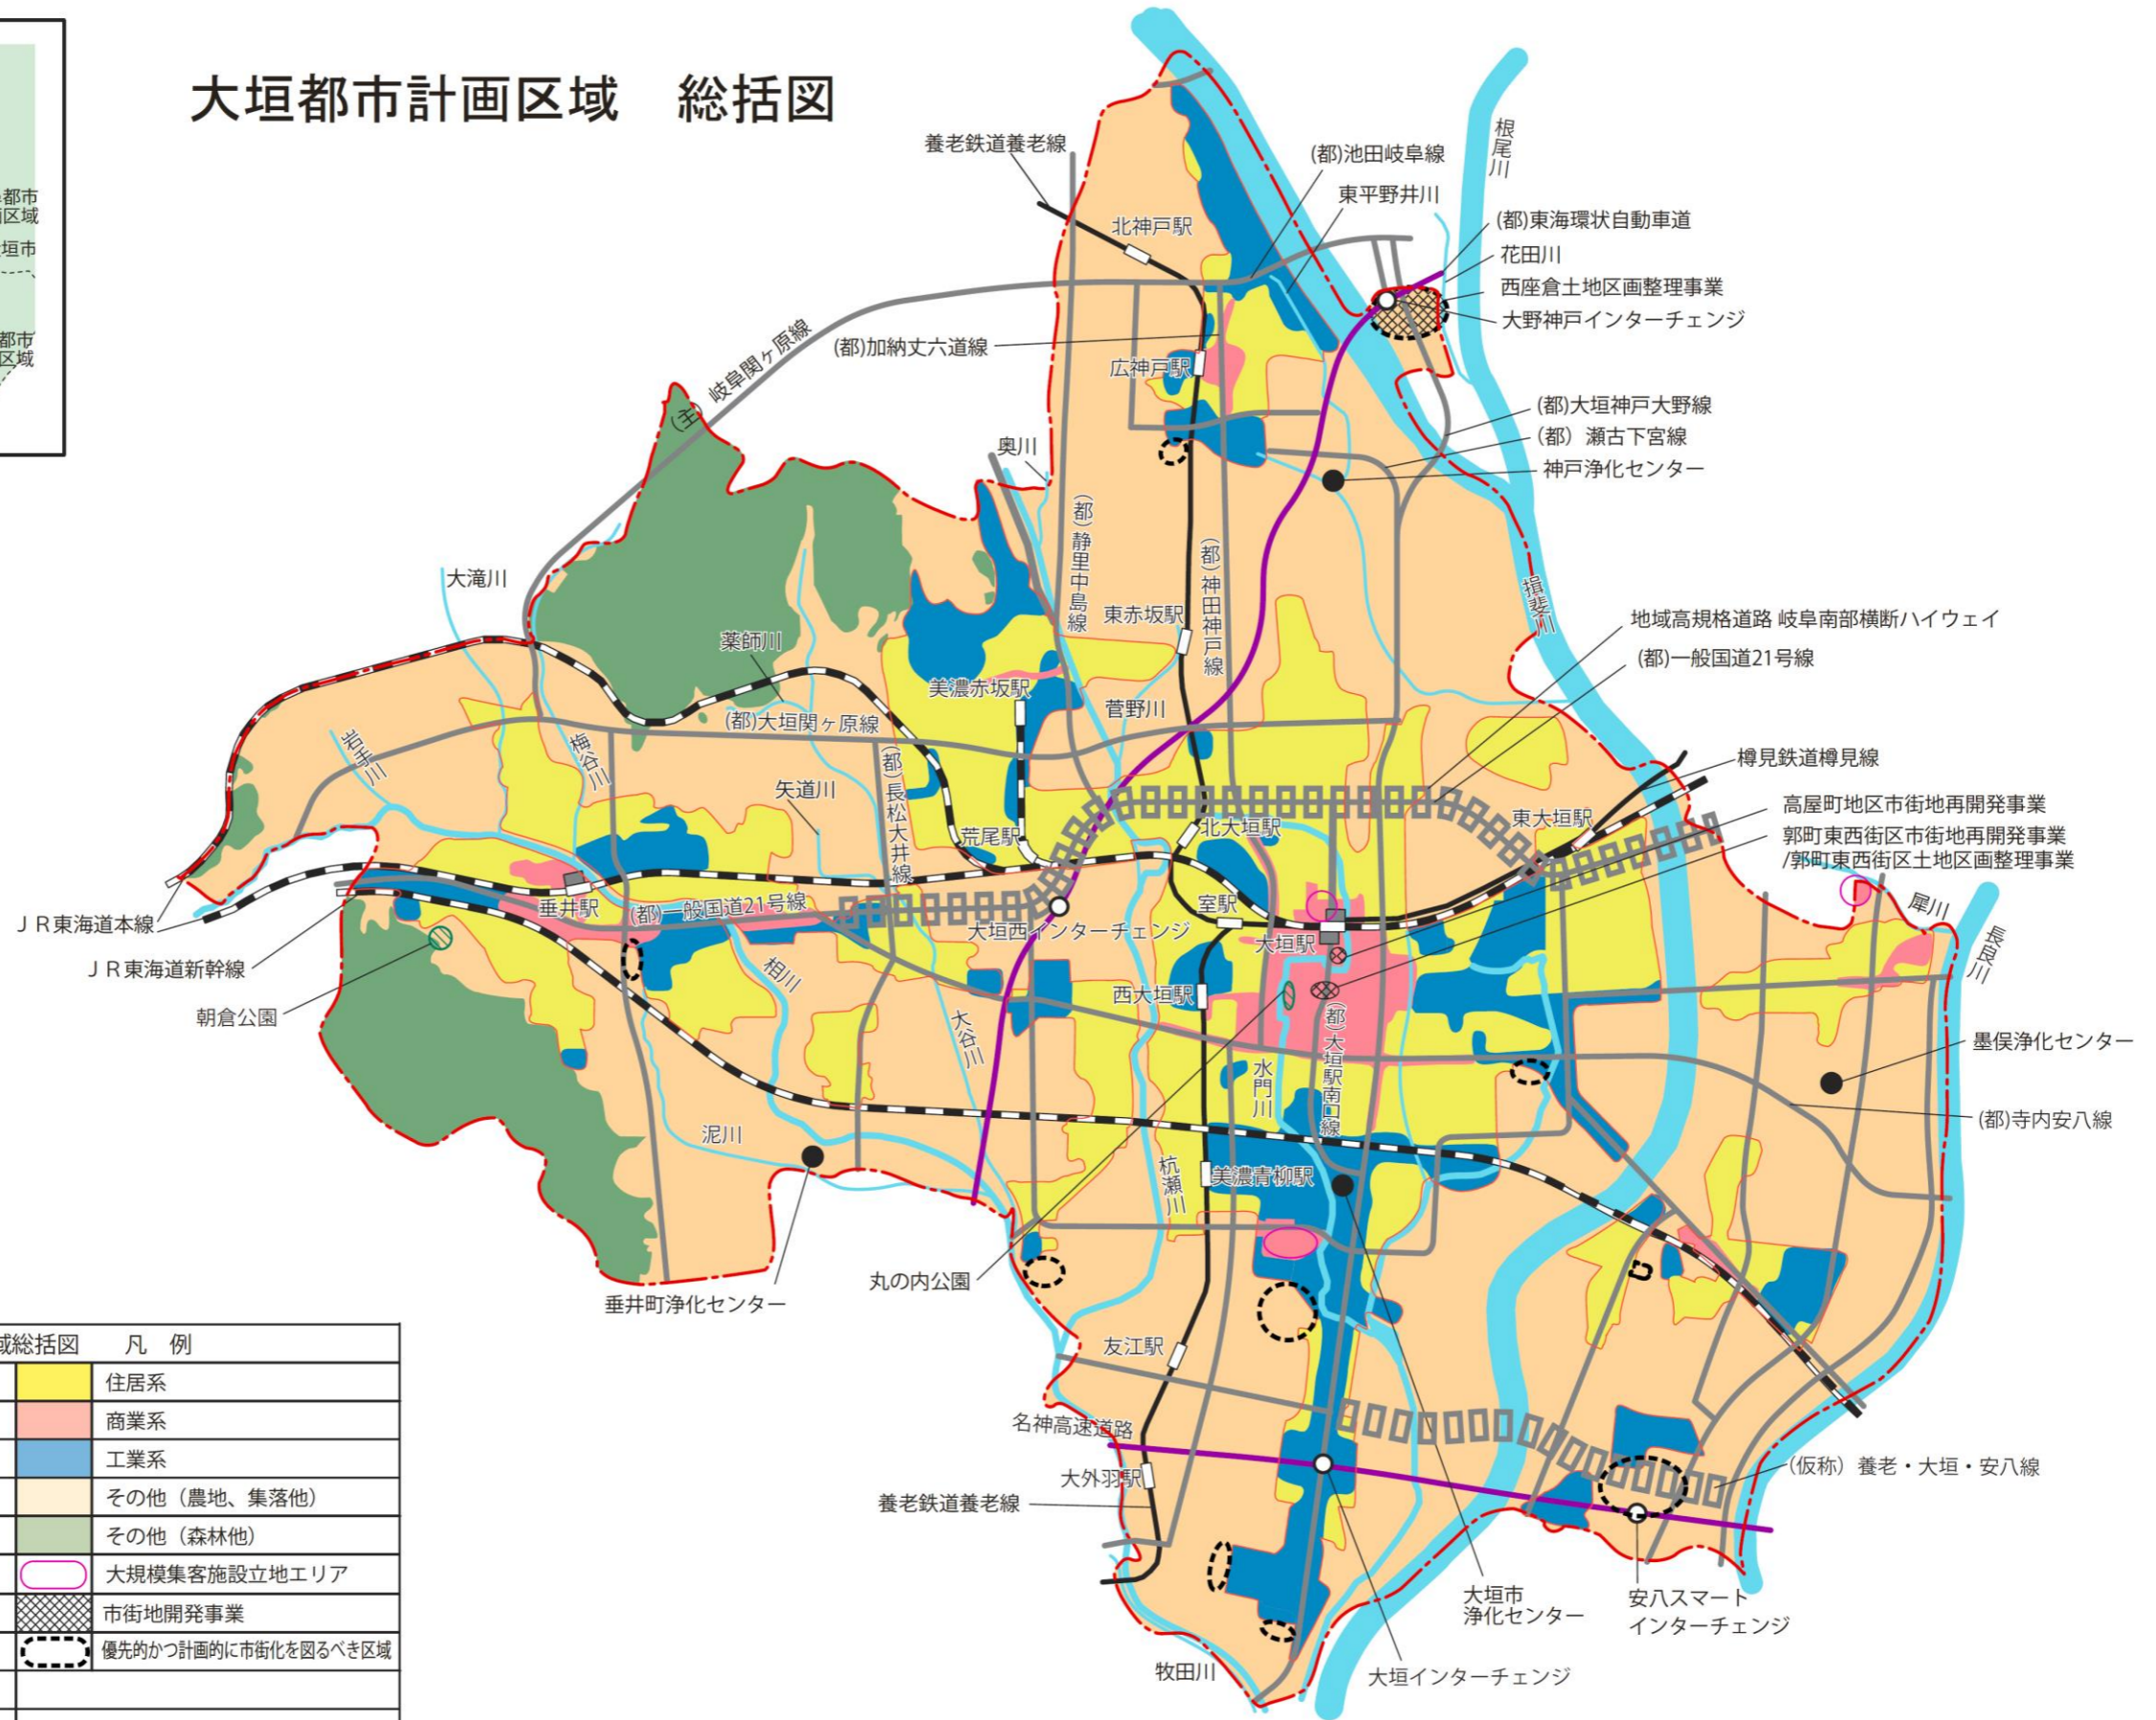 大垣都市計画区域　総括図
都市
区域
垣市
都市
区域
養老鉄道養老線
(都)池田岐阜線
根尾川
東平野井川
北神戸駅
(都)東海環状自動車道
花田川
西座倉土地区画整理事業
大野神戸インターチェンジ
(主) 岐阜関ヶ原線
(都)加納丈六道線
広神戸駅
(都)大垣神戸大野線
(都) 瀬古下宮線
神戸浄化センター
奥川
(都)静里中島線
(都)神田神戸線
大滝川
揖斐川
東赤坂駅
地域高規格道路 岐阜南部横断ハイウェイ
(都)一般国道21号線
薬師川
美濃赤坂駅
菅野川
(都)大垣関ヶ原線
岩手川
梅谷川
(都)長松大井線
矢道川
樽見鉄道樽見線
高屋町地区市街地再開発事業
東大垣駅
北大垣駅
荒尾駅
郭町東西街区市街地再開発事業
/郭町東西街区土地区画整理事業
垂井駅
(都)一般国道21号線
室駅
犀川
JR東海道本線
大垣西インターチェンジ
大垣駅
長良川
JR東海道新幹線
相川
西大垣駅
朝倉公園
大谷川
(都)大垣駅南口線
墨俣浄化センター
水門川
(都)寺内安八線
泥川
杭瀬川
美濃青柳駅
丸の内公園
垂井町浄化センター
友江駅
名神高速道路
大外羽駅
(仮称) 養老・大垣・安八線
養老鉄道養老線
大垣市
浄化センター
安八スマート
インターチェンジ
牧田川
大垣インターチェンジ
域総括図　凡　例
住居系
商業系
工業系
その他（農地、集落他）
その他（森林他）
大規模集客施設立地エリア
市街地開発事業
優先的かつ計画的に市街化を図るべき区域